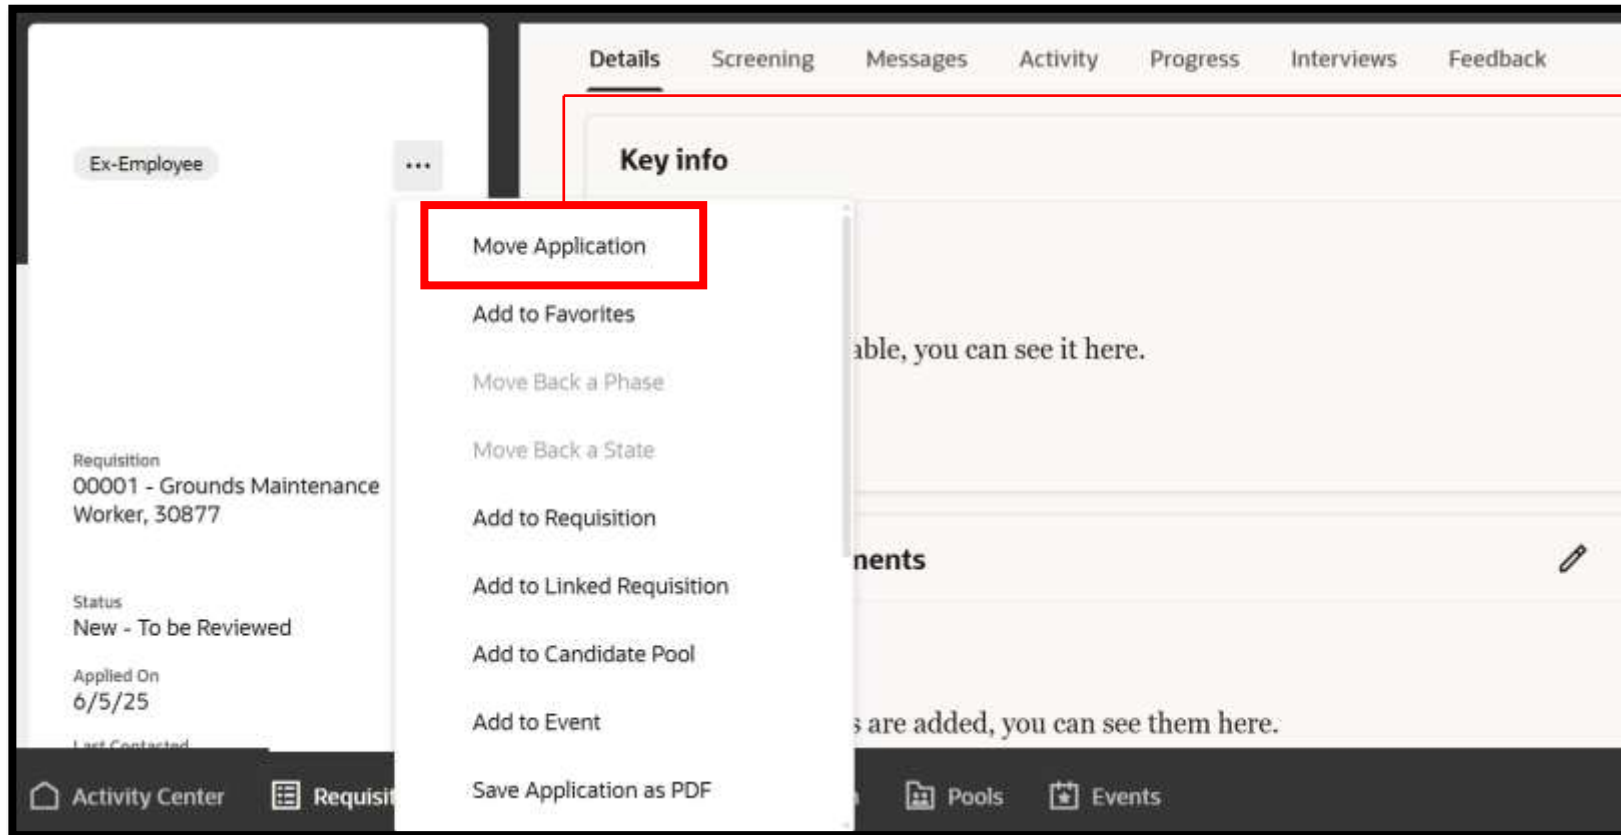 Details Screening Messages Activity Progress Interviews Feedback
Ex-Employee
...
Key info
Move Application
Add to Favorites
Move Back a Phase
Move Back a State
Add to Requisition
Add to Linked Requisition
Add to Candidate Pool
Add to Event
Save Application as PDF
able, you can see it here.
Requisition
00001 - Grounds Maintenance
Worker, 30877
nents
Status
New - To be Reviewed
Applied On
6/5/25
Last Contacted
s are added, you can see them here.
Activity Center Requisit Pools Events